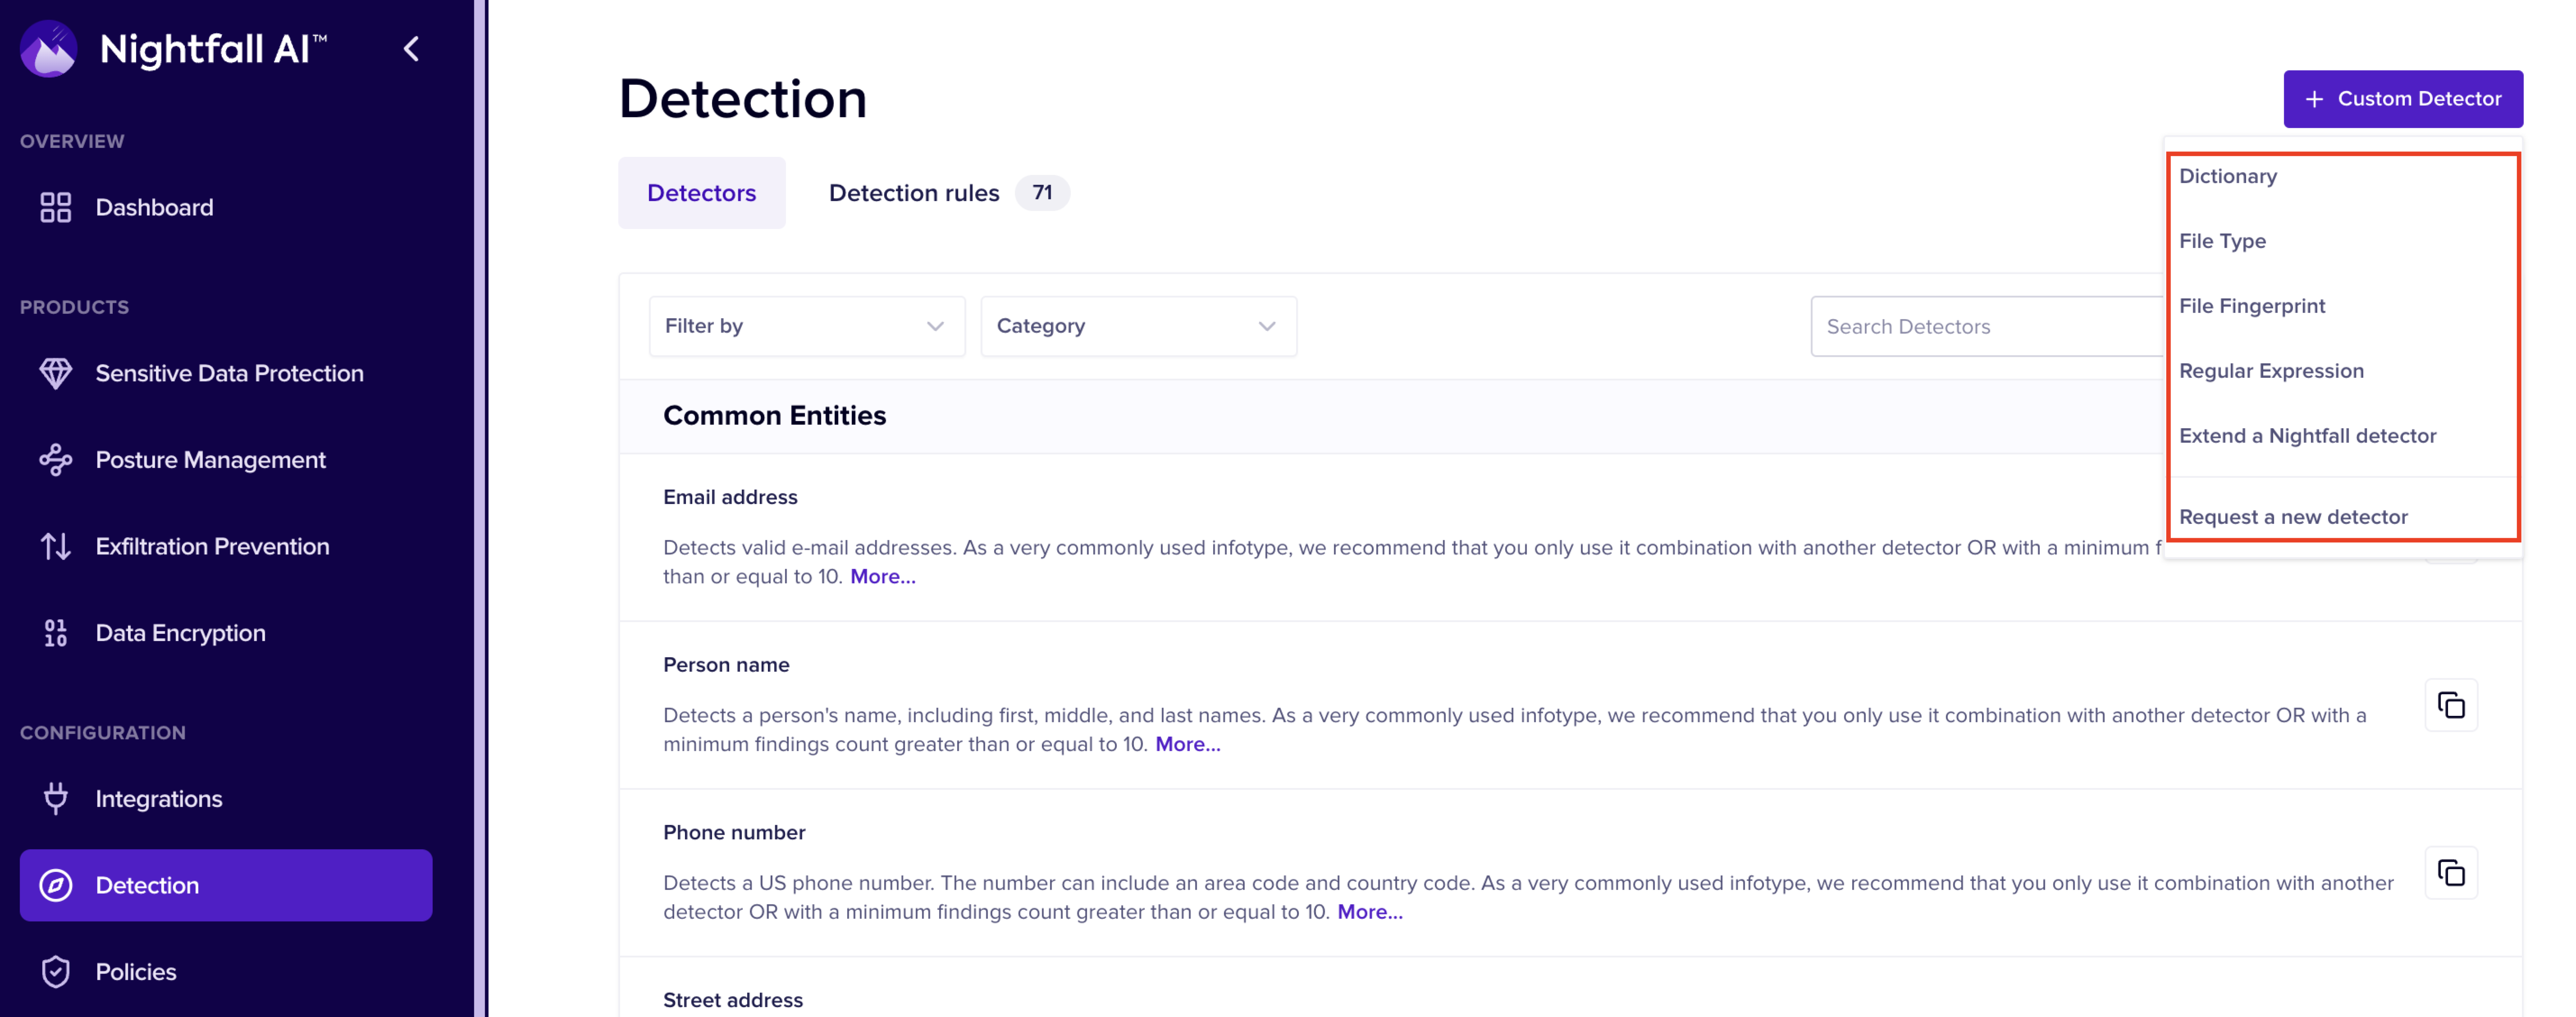 Nightfall AI™
OVERVIEW
Dashboard
PRODUCTS
Sensitive Data Protection
Posture Management
Exfiltration Prevention
Data Encryption
CONFIGURATION
Integrations
Detection
Policies
Detection
+ Custom Detector
Detectors
Detection rules 71
Dictionary
File Type
File Fingerprint
Regular Expression
Extend a Nightfall detector
Request a new detector
Filter by
Category
Search Detectors
Common Entities
Email address
Detects valid e-mail addresses. As a very commonly used infotype, we recommend that you only use it combination with another detector OR with a minimum f
than or equal to 10. More...
Person name
Detects a person's name, including first, middle, and last names. As a very commonly used infotype, we recommend that you only use it combination with another detector OR with a
minimum findings count greater than or equal to 10. More...
Phone number
Detects a US phone number. The number can include an area code and country code. As a very commonly used infotype, we recommend that you only use it combination with another
detector OR with a minimum findings count greater than or equal to 10. More...
Street address